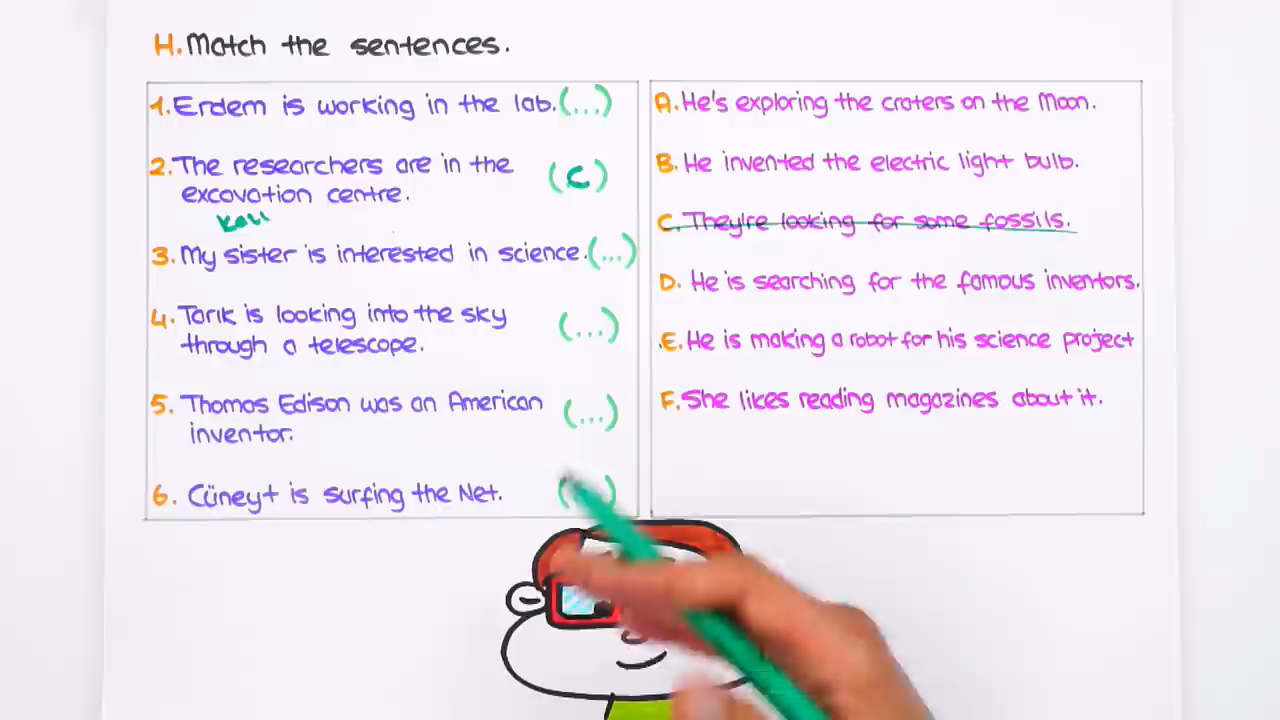 H. Match the sentences.
1. Erdem is working in the lab. (...)
2. The researchers are in the (C)
excavation centre.
3. My sister is interested in science. (...)
4. Tarık is looking into the sky (...)
through a telescope.
5. Thomas Edison was an American (...)
inventor.
6. Cüneyt is surfing the Net.
A. He's exploring the craters on the Moon.
B. He invented the electric light bulb.
C. They're looking for some fossils.
D. He is searching for the famous inventors.
E. He is making a robot for his science project
F. She likes reading magazines about it.